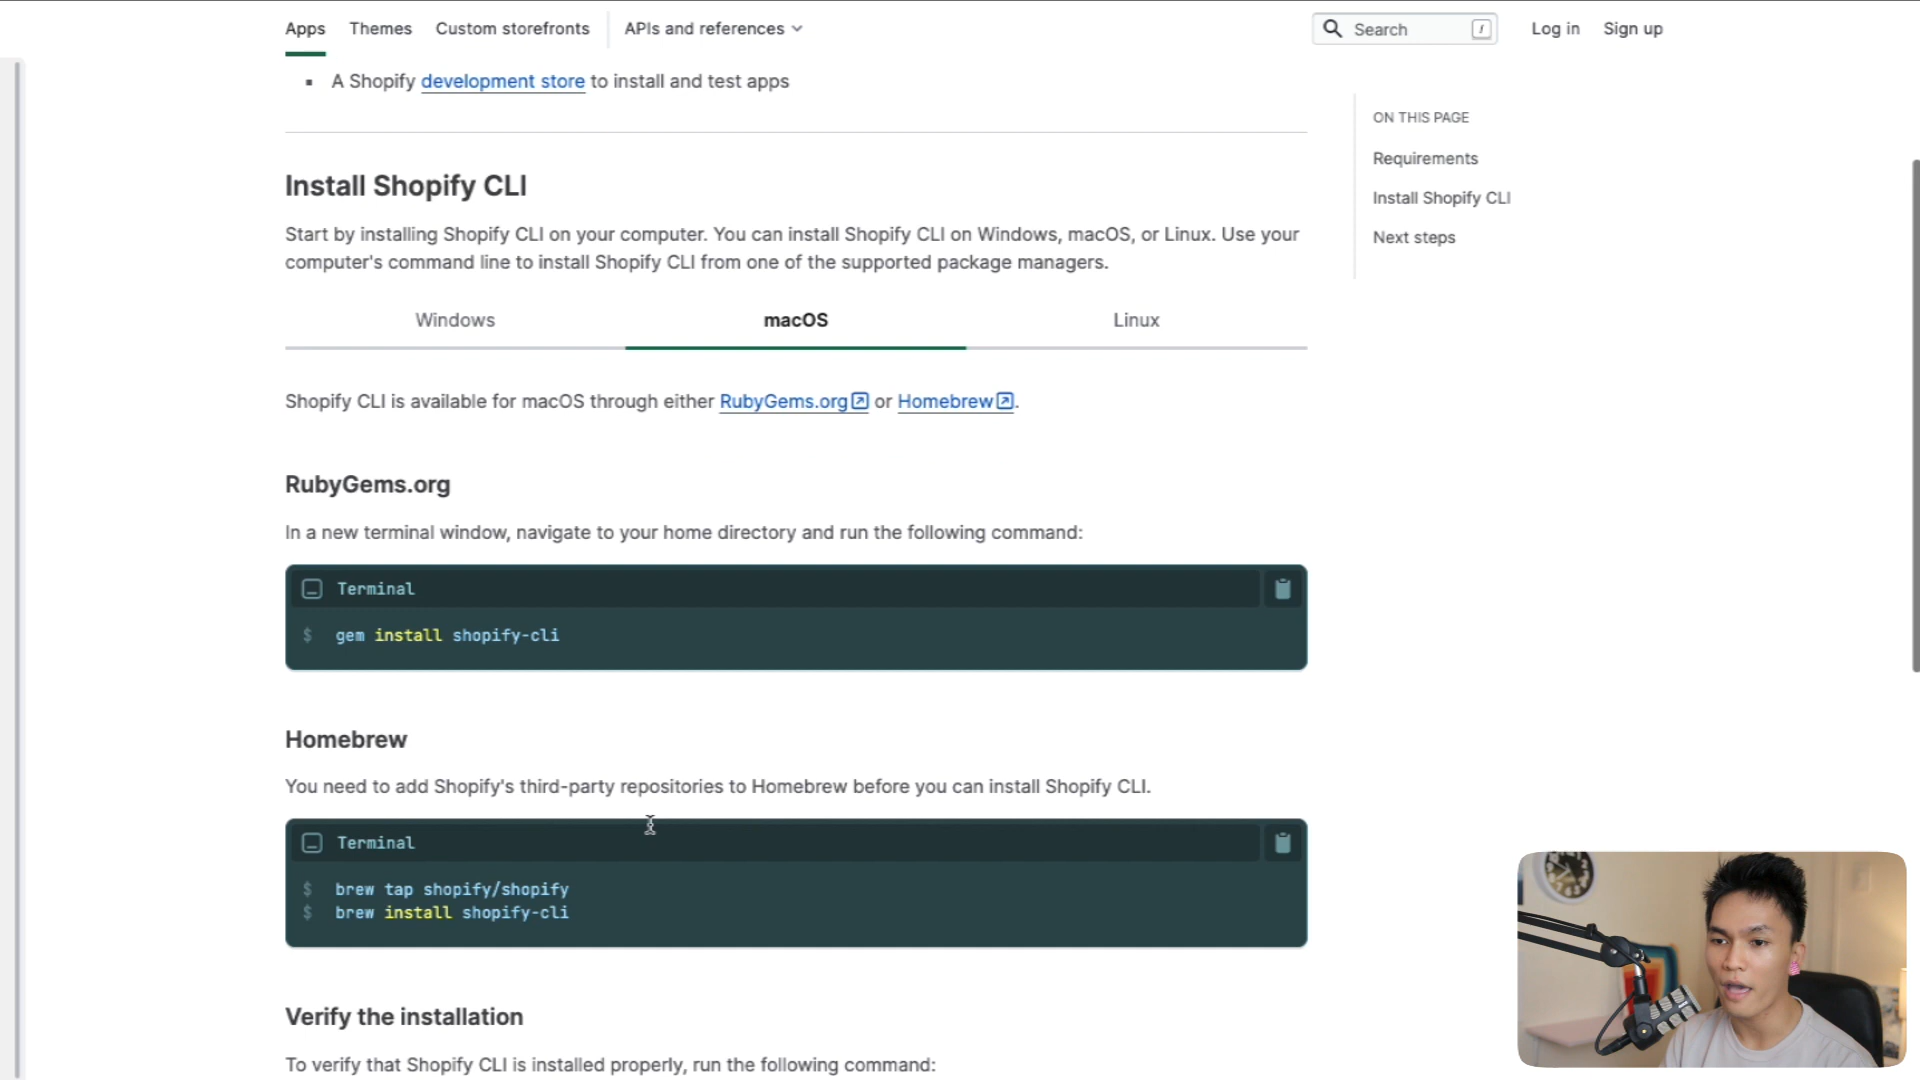 Apps Themes Custom storefronts APIs and references Search / Log in Sign up
▪ A Shopify development store to install and test apps
ON THIS PAGE
Requirements
Install Shopify CLI
Next steps
Install Shopify CLI
Start by installing Shopify CLI on your computer. You can install Shopify CLI on Windows, macOS, or Linux. Use your
computer's command line to install Shopify CLI from one of the supported package managers.
Windows macOS Linux
Shopify CLI is available for macOS through either RubyGems.org or Homebrew.
RubyGems.org
In a new terminal window, navigate to your home directory and run the following command:
Terminal
$ gem install shopify-cli
Homebrew
You need to add Shopify's third-party repositories to Homebrew before you can install Shopify CLI.
Terminal
$ brew tap shopify/shopify
$ brew install shopify-cli
Verify the installation
To verify that Shopify CLI is installed properly, run the following command: